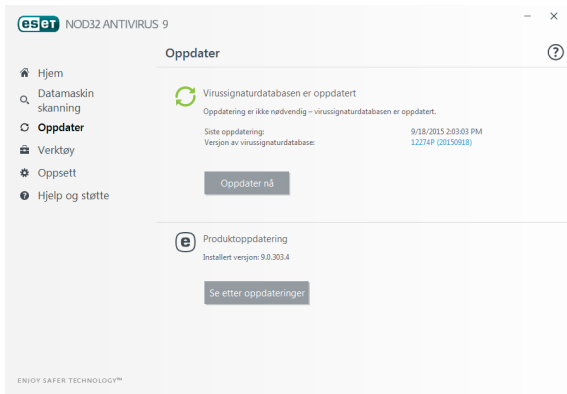 eset NOD32 ANTIVIRUS 9
Oppdater
Hjem
Datamaskin
skanning
Oppdater
Verktøy
Oppsett
Hjelp og støtte
Virussignaturdatabasen er oppdatert
Oppdatering er ikke nødvendig – virussignaturdatabasen er oppdatert.
Siste oppdatering: 9/18/2015 2:03:03 PM
Versjon av virussignaturdatabase: 12274P (20150918)
Oppdater nå
Produktoppdatering
Installert versjon: 9.0.303.4
Se etter oppdateringer
ENJOY SAFER TECHNOLOGY™